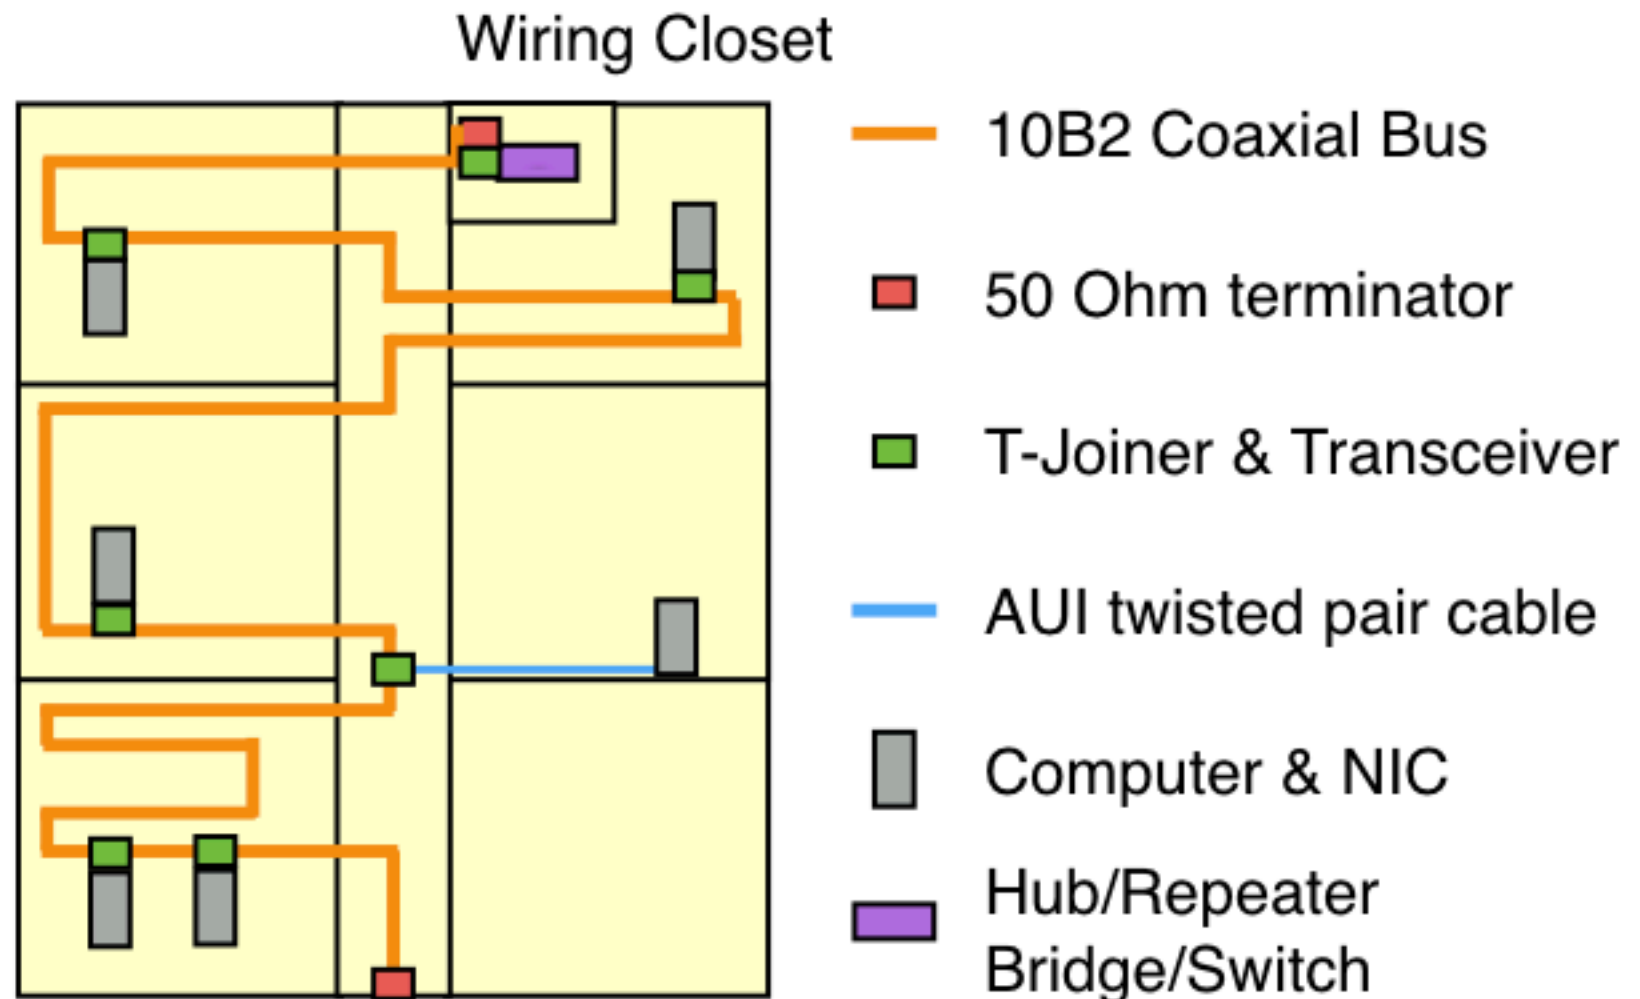 Wiring Closet
10B2 Coaxial Bus
50 Ohm terminator
T-Joiner & Transceiver
AUI twisted pair cable
Computer & NIC
Hub/Repeater
Bridge/Switch